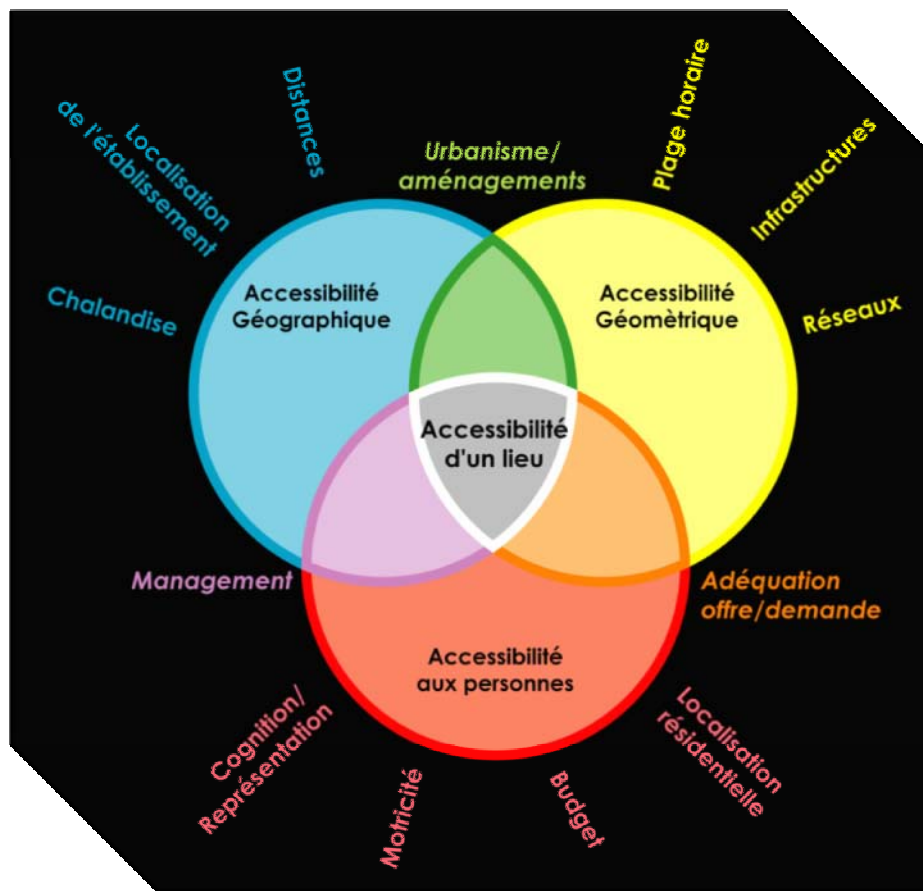 Distances
Localisation
de l'établissement
Chalandise
Urbanisme/
aménagements
Plage horaire
Infrastructures
Réseaux
Accessibilité
Géographique
Accessibilité
Géomètrique
Accessibilité
d'un lieu
Management
Adéquation
offre/demande
Accessibilité
aux personnes
Cognition/
Représentation
Motricité
Budget
Localisation
résidentielle